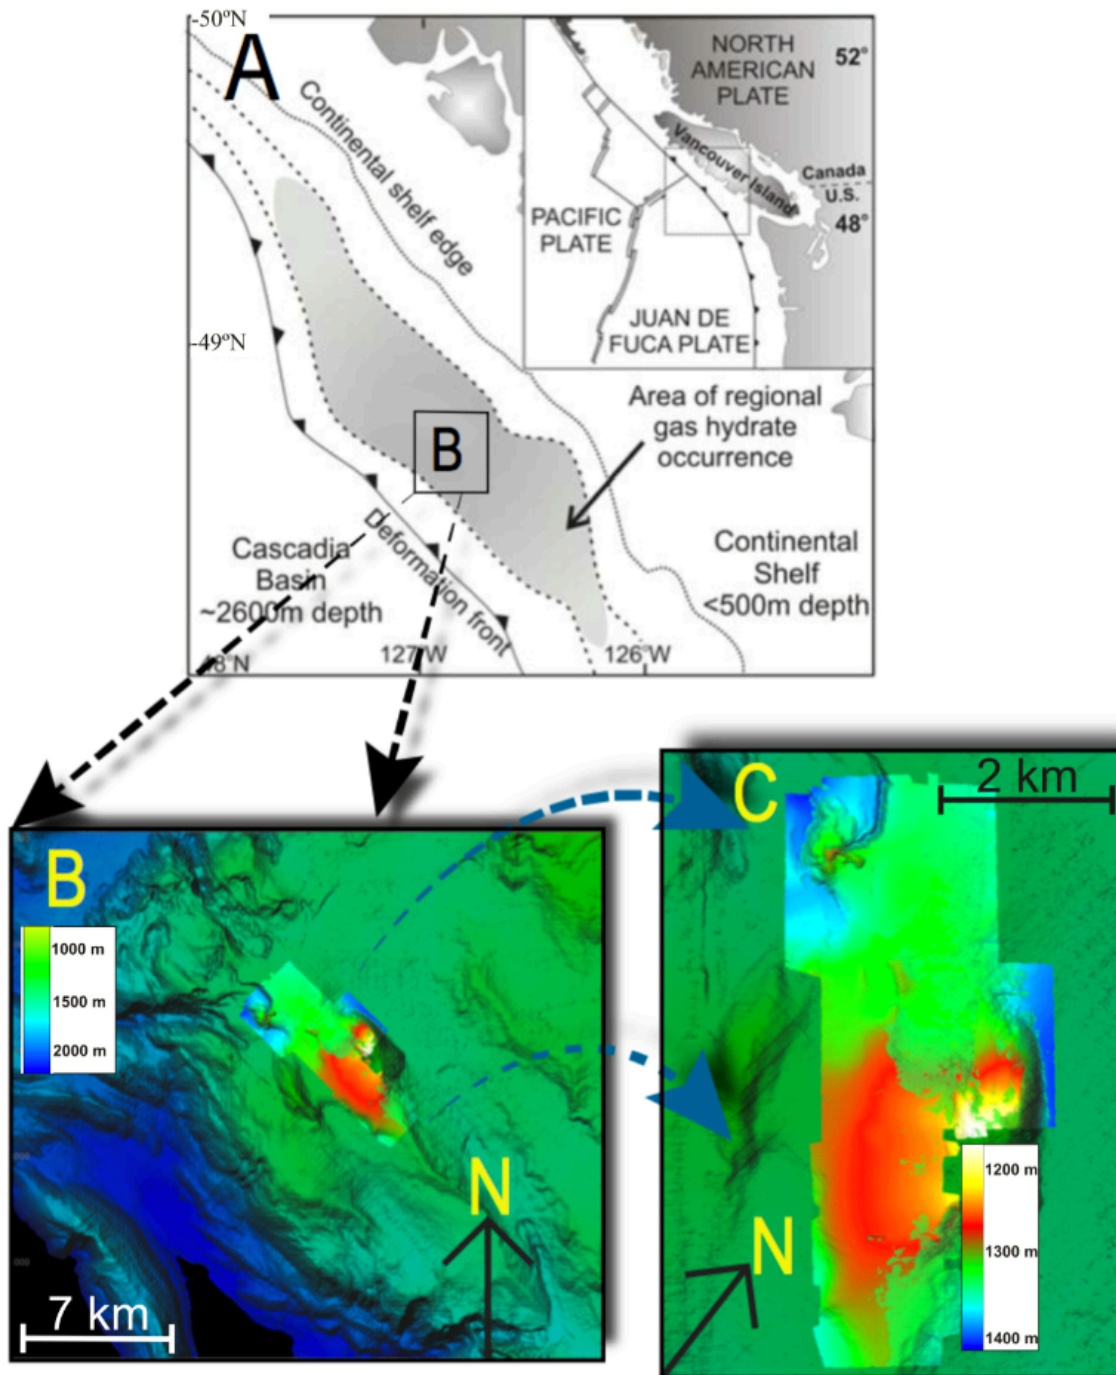 -50ºN
A
Continental shelf edge
NORTH
AMERICAN
PLATE
52°
Vancouver Island
Canada
U.S.
48°
PACIFIC
PLATE
JUAN DE
FUCA PLATE
-49ºN
Area of regional
gas hydrate
occurrence
B
Cascadia
Basin
~2600m depth
Deformation front
Continental
Shelf
<500m depth
48°N
127°W
126°W
B
1000 m
1500 m
2000 m
N
7 km
C
2 km
1200 m
1300 m
1400 m
N